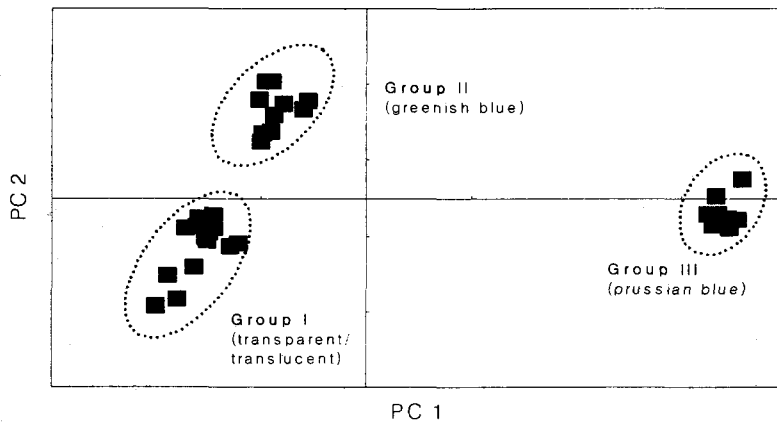 Group II
(greenish blue)
PC 2
Group III
(prussian blue)
Group I
(transparent/
translucent)
PC 1